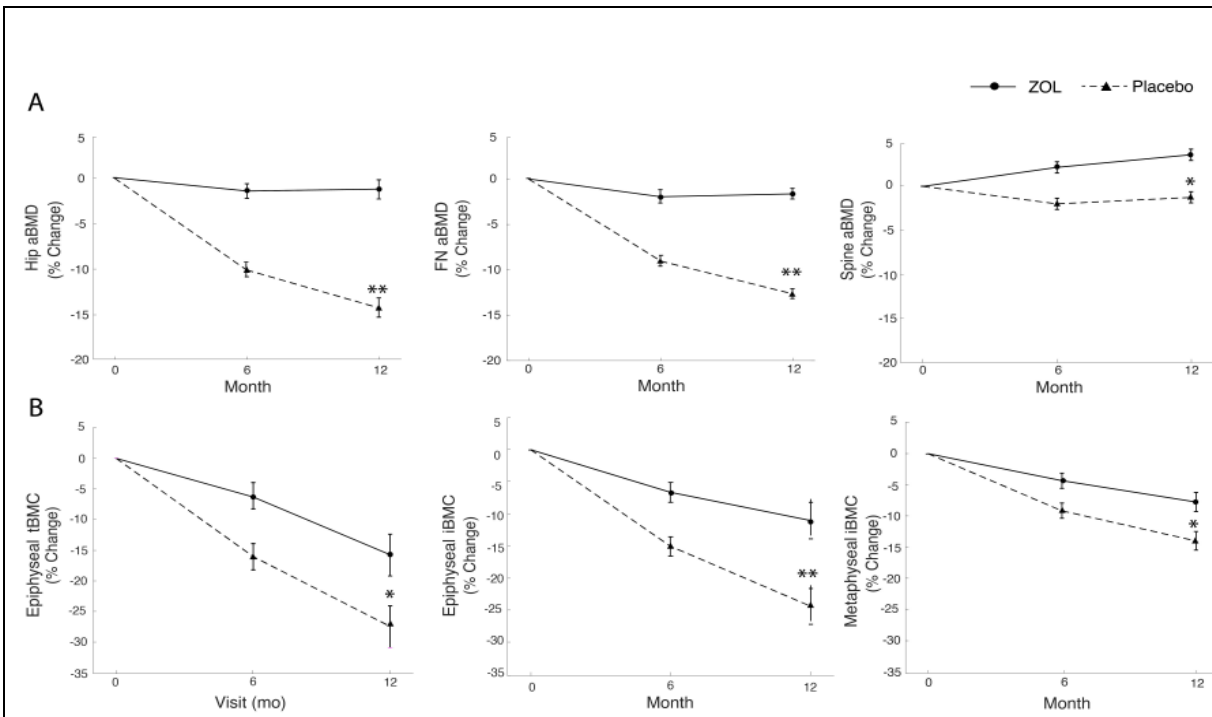 ZOL Placebo
A
Hip aBMD
(% Change)
5
0
-5
-10
-15
-20
**
0 6 12
Month
FN aBMD
(% Change)
5
0
-5
-10
-15
-20
**
0 6 12
Month
Spine aBMD
(% Change)
5
0
-5
-10
-15
-20
*
0 6 12
Month
B
Epiphyseal tBMC
(% Change)
5
0
-5
-10
-15
-20
-25
-30
-35
*
0 6 12
Visit (mo)
Epiphyseal iBMC
(% Change)
5
0
-5
-10
-15
-20
-25
-30
-35
**
0 6 12
Month
Metaphyseal iBMC
(% Change)
5
0
-5
-10
-15
-20
-25
-30
-35
*
0 6 12
Month